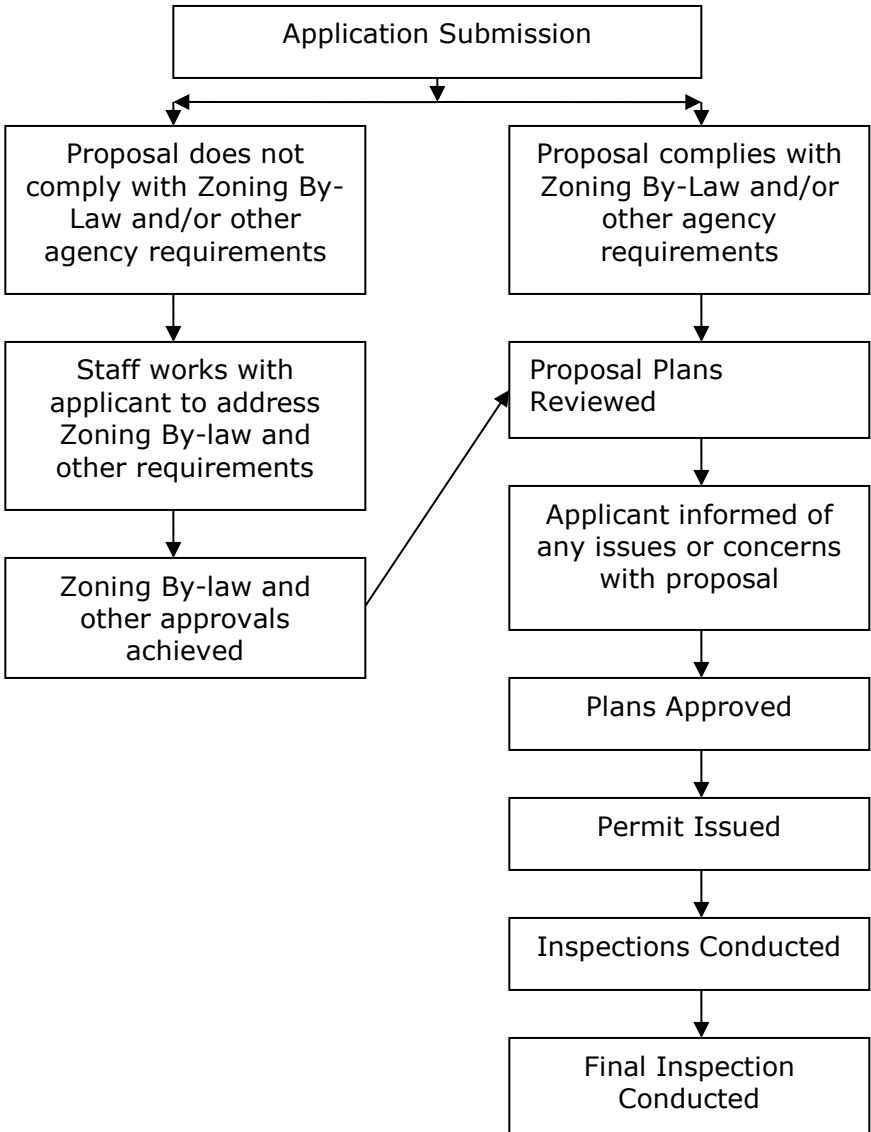 Application Submission
Proposal does not
comply with Zoning By-
Law and/or other
agency requirements
Staff works with
applicant to address
Zoning By-law and
other requirements
Zoning By-law and
other approvals
achieved
Proposal complies with
Zoning By-Law and/or
other agency
requirements
Proposal Plans
Reviewed
Applicant informed of
any issues or concerns
with proposal
Plans Approved
Permit Issued
Inspections Conducted
Final Inspection
Conducted